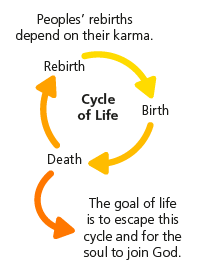 Peoples’ rebirths
depend on their karma.
Rebirth
Cycle
of Life
Birth
Death
The goal of life
is to escape this
cycle and for the
soul to join God.